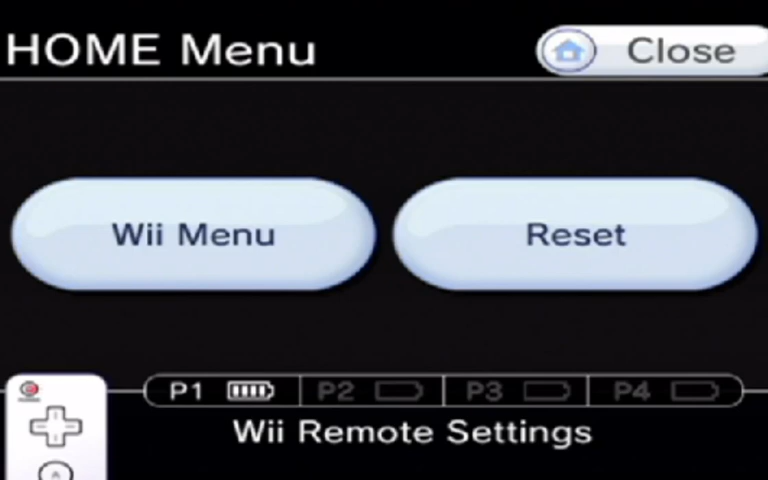 HOME Menu
Close
Wii Menu
Reset
P1
P2
P3
P4
Wii Remote Settings